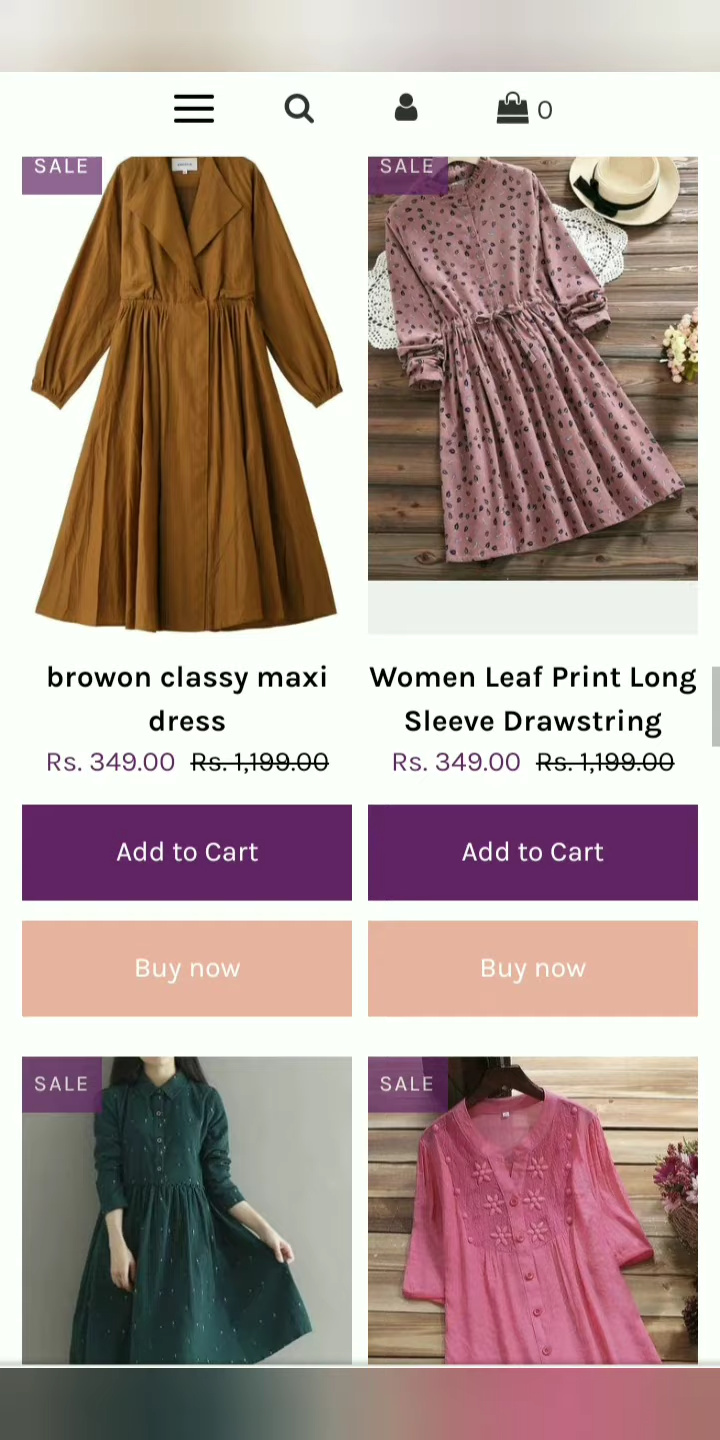 0
SALE
SALE
browon classy maxi
dress
Rs. 349.00 Rs. 1,199.00
Women Leaf Print Long
Sleeve Drawstring
Rs. 349.00 Rs. 1,199.00
Add to Cart
Add to Cart
Buy now
Buy now
SALE
SALE